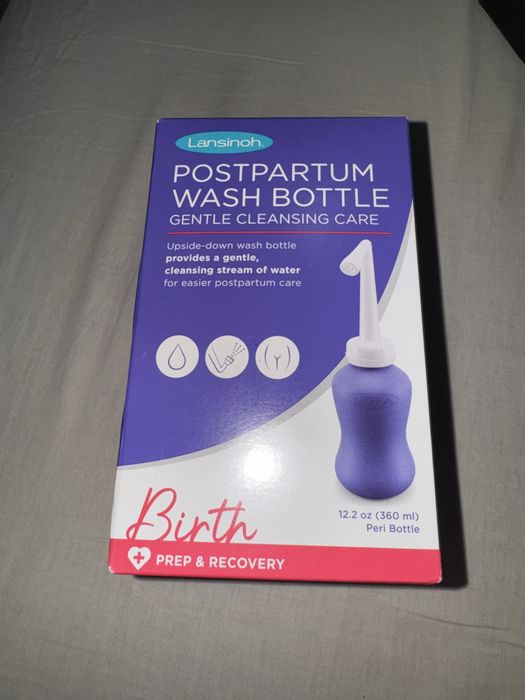 Lansinoh.
POSTPARTUM
WASH BOTTLE
GENTLE CLEANSING CARE
Upside-down wash bottle
provides a gentle,
cleansing stream of water
for easier postpartum care
12.2 oz (360 ml)
Peri Bottle
Birth
PREP & RECOVERY